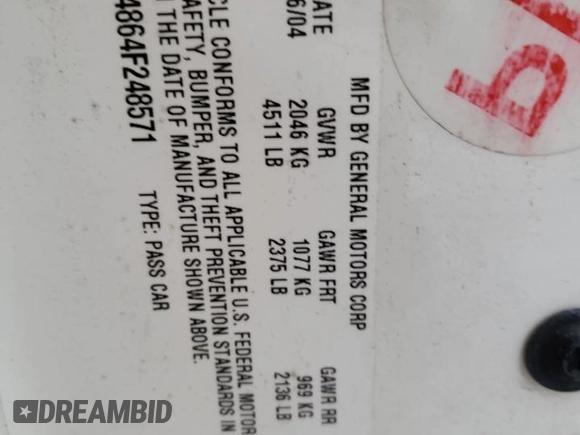 MFD BY GENERAL MOTORS CORP
ATE GVWR GAWR FRT GAWR RR
6/04 2046 KG 1077 KG 969 KG
4511 LB 2375 LB 2136 LB
CLE CONFORMS TO ALL APPLICABLE U.S. FEDERAL MOTOR
AFETY, BUMPER, AND THEFT PREVENTION STANDARDS IN
THE DATE OF MANUFACTURE SHOWN ABOVE.
4864F248571 TYPE: PASS CAR
DREAMBID